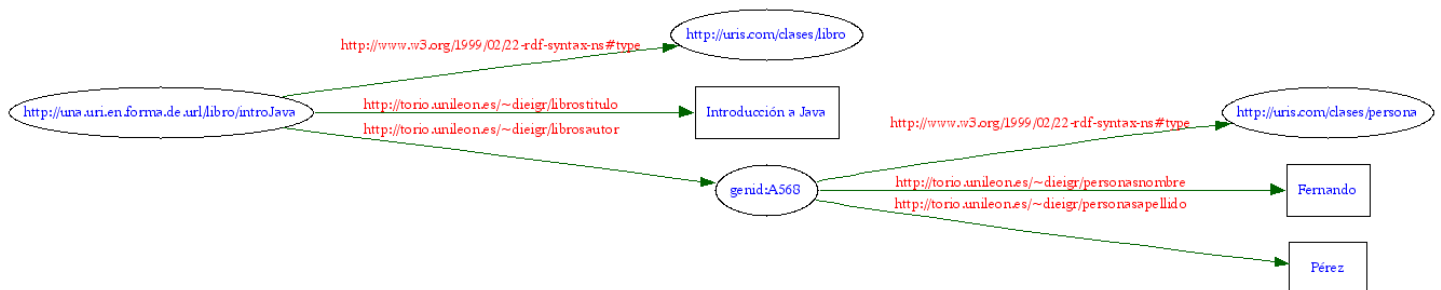 http://uris.com/clases/libro
http://www.w3.org/1999/02/22-rdf-syntax-ns#type
http://una.uri.en.forma.de.url/libro/introJava
http://torio.unileon.es/~dieigr/librostitulo
Introducción a Java
http://torio.unileon.es/~dieigr/librosautor
http://uris.com/clases/persona
http://www.w3.org/1999/02/22-rdf-syntax-ns#type
genid:A568
http://torio.unileon.es/~dieigr/personasnombre
Fernando
http://torio.unileon.es/~dieigr/personasapellido
Pérez